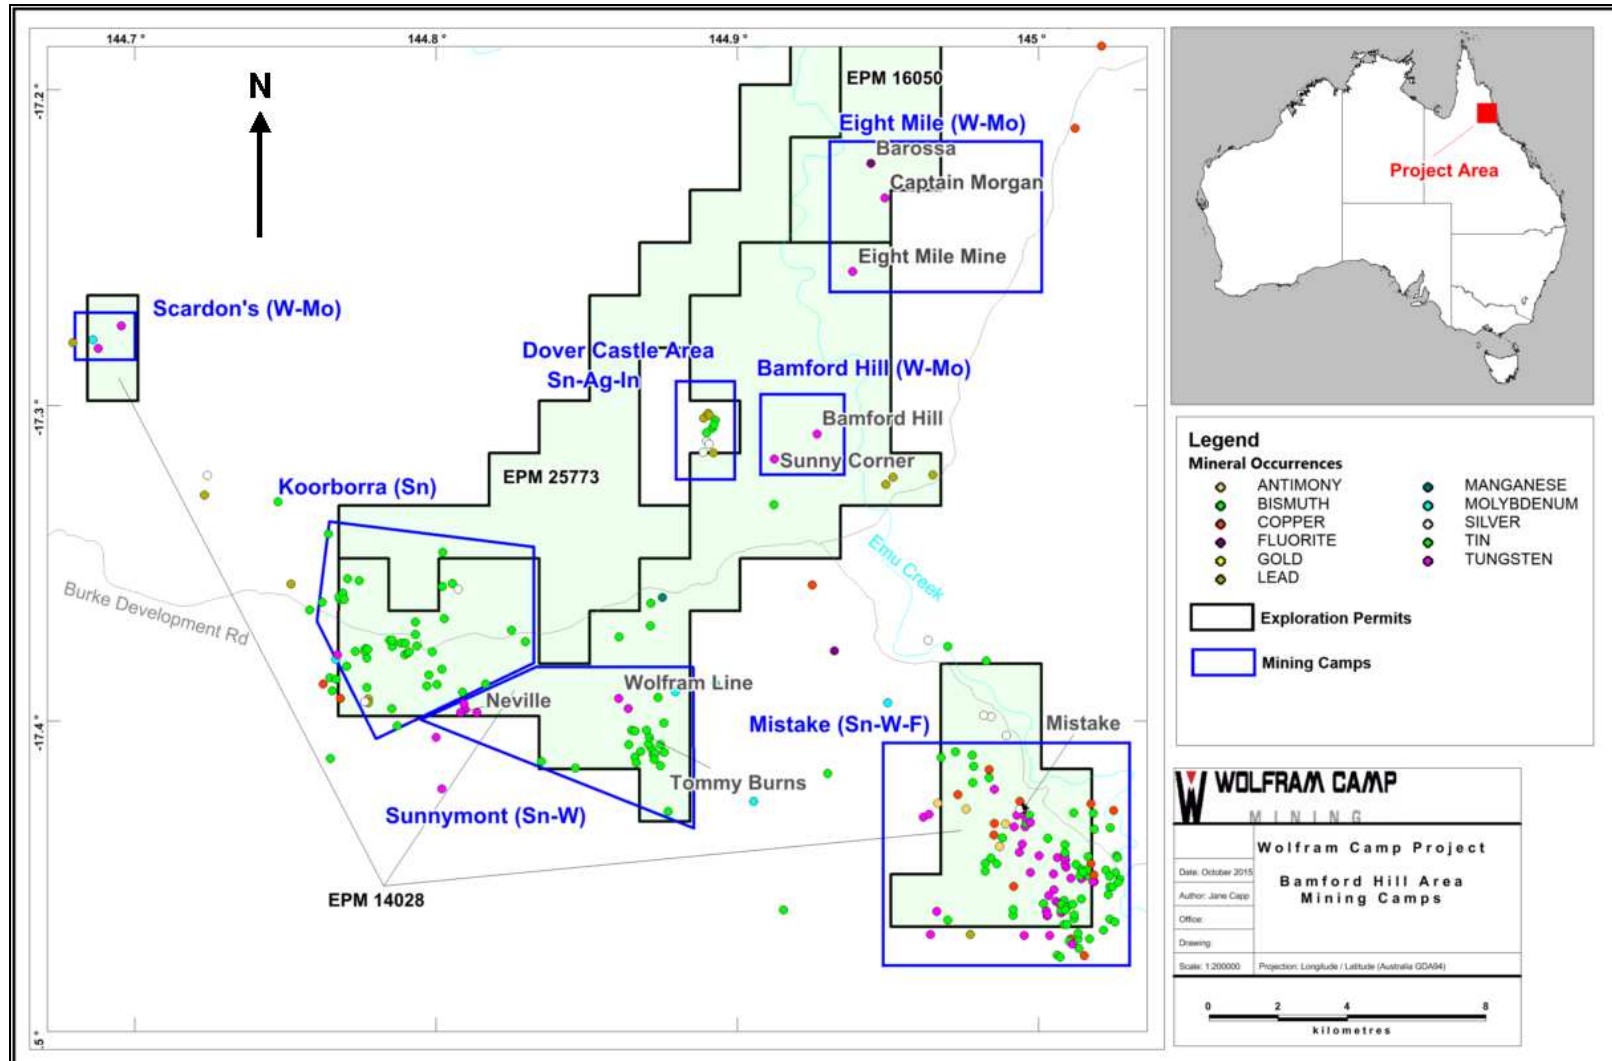 144.7 °
144.8 °
144.9 °
145 °
-17.2 °
-17.3 °
-17.4 °
.5 °
N
EPM 16050
Eight Mile (W-Mo)
Barossa
Captain Morgan
Eight Mile Mine
Scardon's (W-Mo)
Dover Castle Area
Sn-Ag-In
Bamford Hill (W-Mo)
Bamford Hill
Sunny Corner
EPM 25773
Koorborra (Sn)
Emu Creek
Burke Development Rd
Neville
Wolfram Line
Mistake (Sn-W-F)
Mistake
Tommy Burns
Sunnymont (Sn-W)
EPM 14028
Project Area
Legend
Mineral Occurrences
ANTIMONY
BISMUTH
COPPER
FLUORITE
GOLD
LEAD
MANGANESE
MOLYBDENUM
SILVER
TIN
TUNGSTEN
Exploration Permits
Mining Camps
W WOLFRAM CAMP
MINING
Wolfram Camp Project
Bamford Hill Area
Mining Camps
Date: October 2015
Author: Jane Capp
Office:
Drawing:
Scale: 1:200000
Projection: Longitude / Latitude (Australia GDA94)
0 2 4 8
kilometres